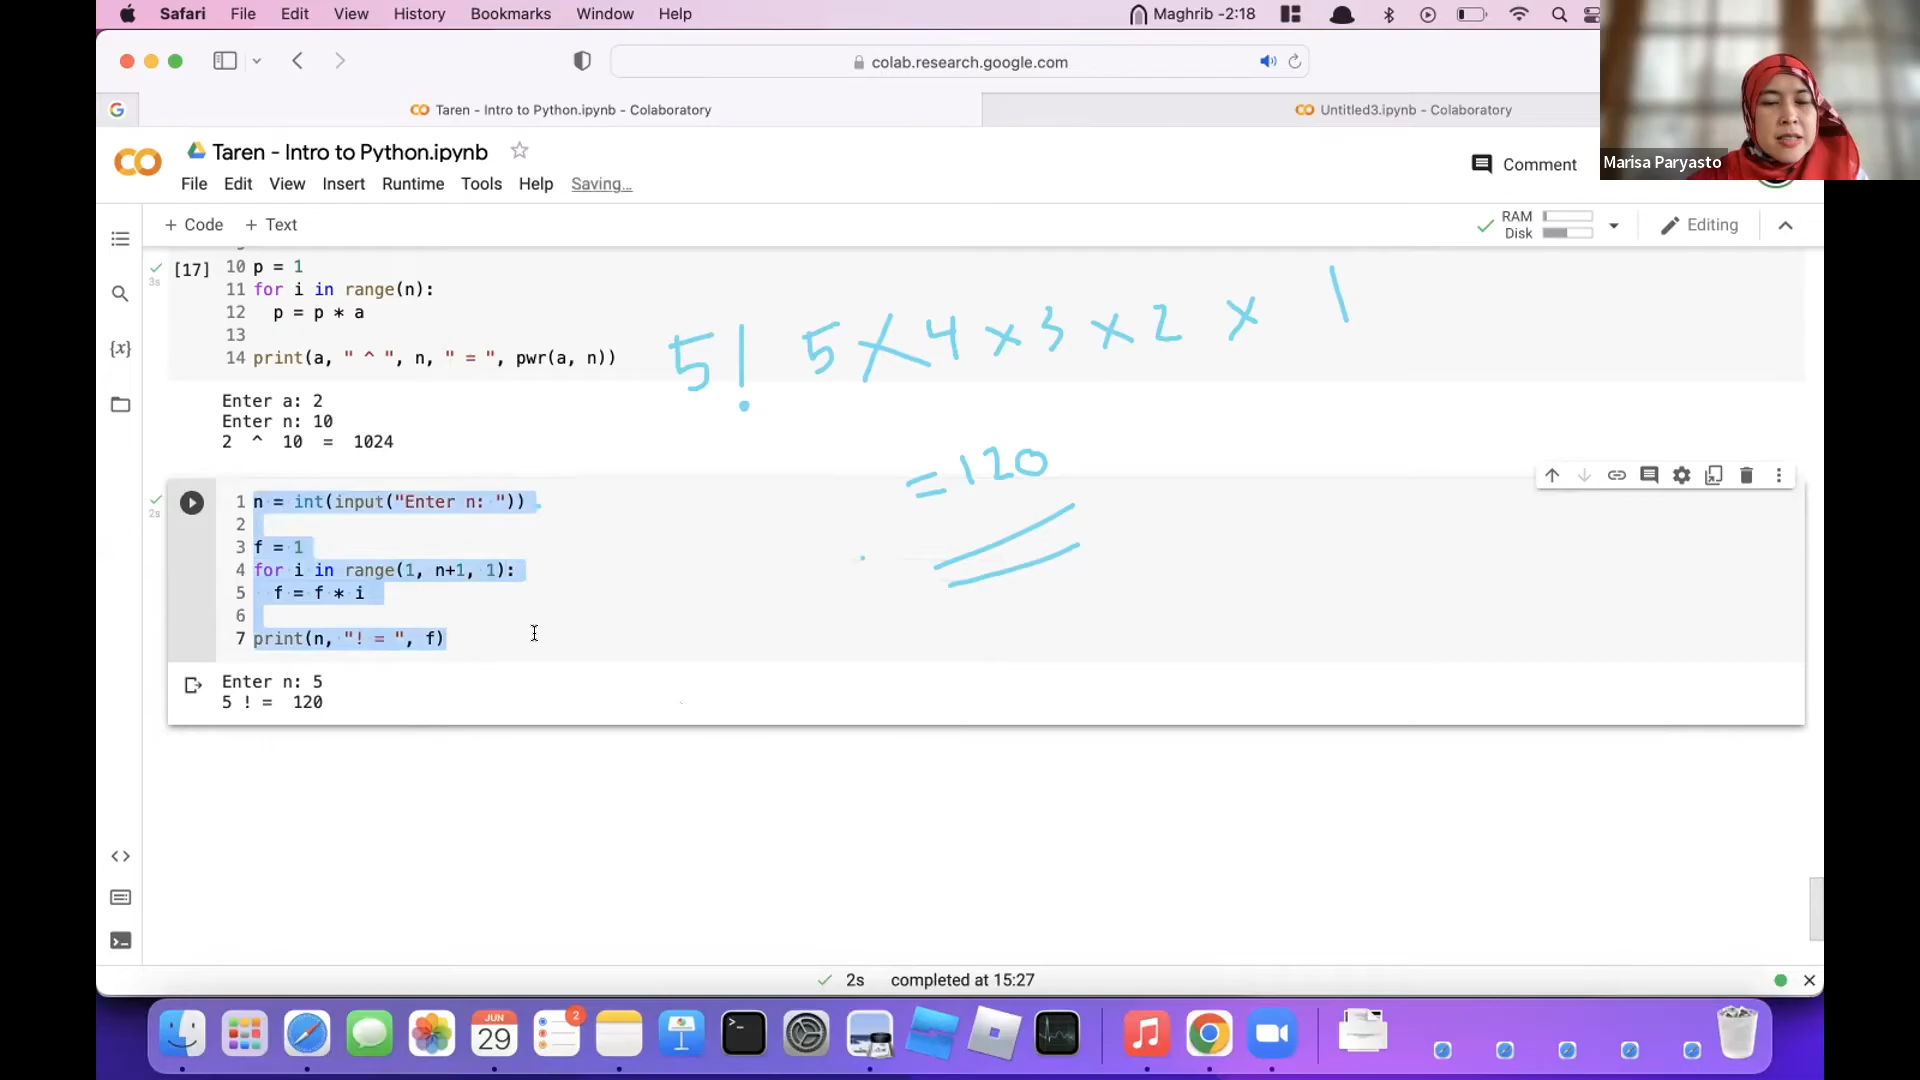 Safari File Edit View History Bookmarks Window Help Maghrib -2:18
colab.research.google.com
Marisa Paryasto
Taren - Intro to Python.ipynb - Colaboratory Untitled3.ipynb - Colaboratory
Taren - Intro to Python.ipynb
Comment
File Edit View Insert Runtime Tools Help Saving...
+ Code + Text RAM Disk Editing
[17] 10 p = 1
11 for i in range(n):
12 p = p * a
13
14 print(a, " ^ ", n, " = ", pwr(a, n))
5! 5 x 4 x 3 x 2 x 1
Enter a: 2
Enter n: 10
2 ^ 10 = 1024
= 120
1 n = int(input("Enter n: "))
2
3 f = 1
4 for i in range(1, n+1, 1):
5 f = f * i
6
7 print(n, "! = ", f)
Enter n: 5
5 ! = 120
2s completed at 15:27
2
JUN
29